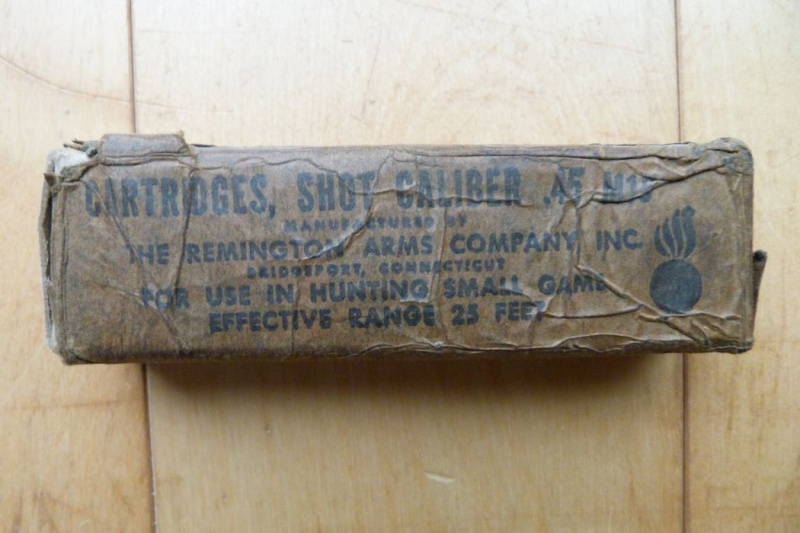 CARTRIDGES, SHOT CALIBER .45 M15
MANUFACTURED BY
THE REMINGTON ARMS COMPANY, INC.
BRIDGEPORT, CONNECTICUT
FOR USE IN HUNTING SMALL GAME
EFFECTIVE RANGE 25 FEET